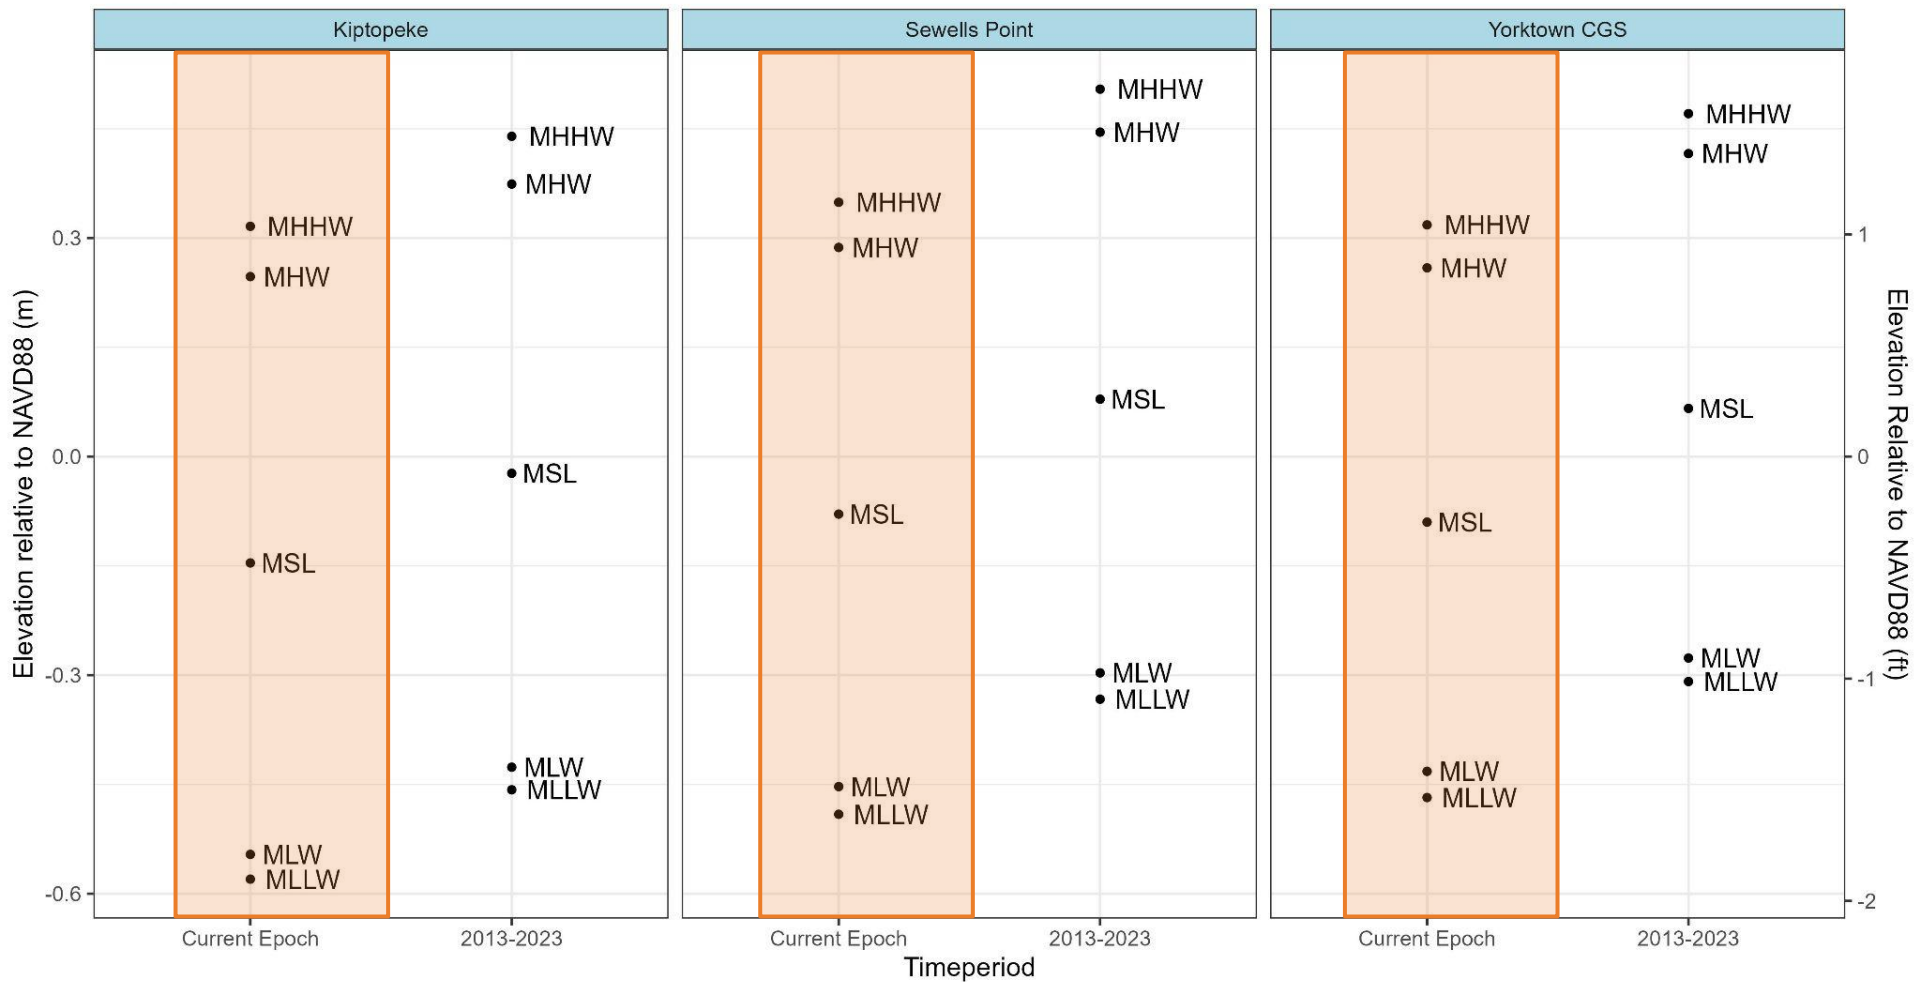 Kiptopeke
Sewells Point
Yorktown CGS
MHHW
MHW
MSL
MLW
MLLW
MHHW
MHW
MSL
MLW
MLLW
MHHW
MHW
MSL
MLW
MLLW
MHHW
MHW
MSL
MLW
MLLW
MHHW
MHW
MSL
MLW
MLLW
MHHW
MHW
MSL
MLW
MLLW
0.3
0.0
-0.3
-0.6
Elevation relative to NAVD88 (m)
1
0
-1
-2
Elevation Relative to NAVD88 (ft)
Current Epoch
2013-2023
Current Epoch
2013-2023
Current Epoch
2013-2023
Timeperiod